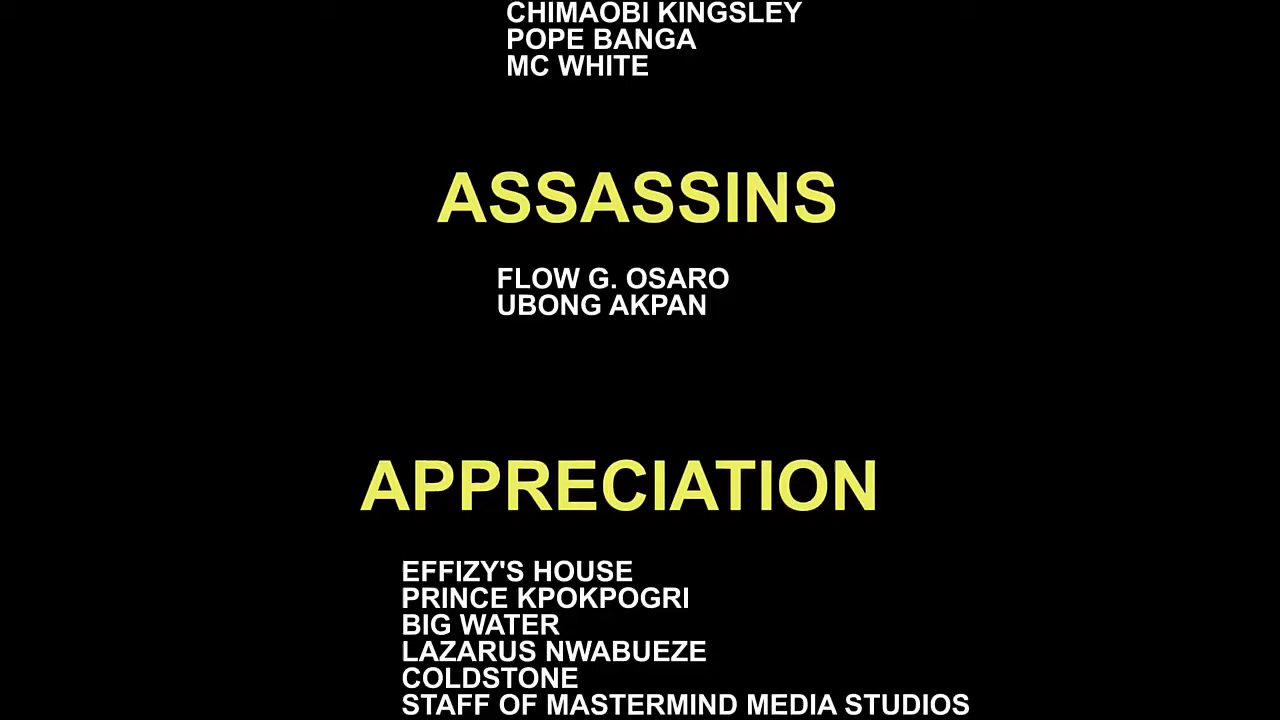 CHIMAOBI KINGSLEY
POPE BANGA
MC WHITE
ASSASSINS
FLOW G. OSARO
UBONG AKPAN
APPRECIATION
EFFIZY'S HOUSE
PRINCE KPOKPOGRI
BIG WATER
LAZARUS NWABUEZE
COLDSTONE
STAFF OF MASTERMIND MEDIA STUDIOS